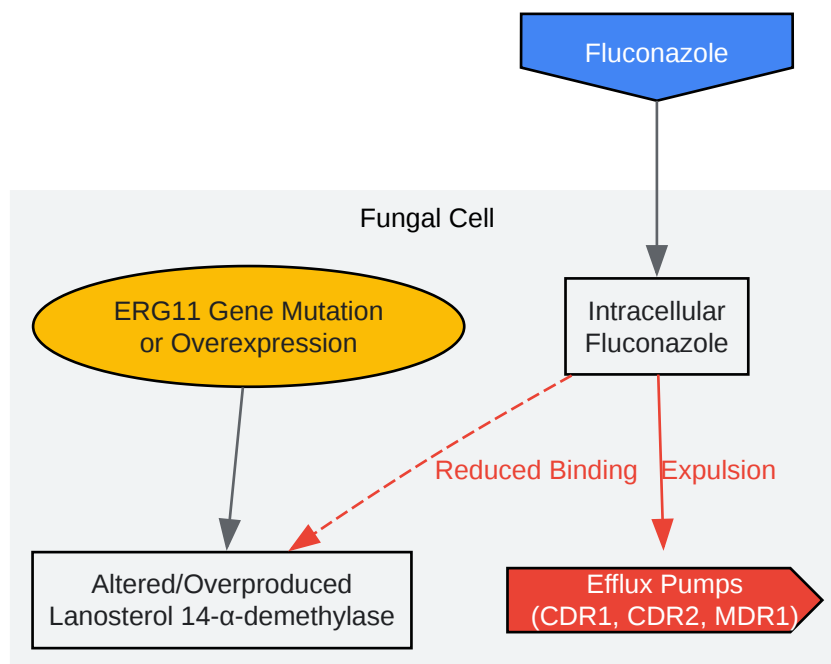 Fluconazole
Fungal Cell
ERG11 Gene Mutation
or Overexpression
Intracellular
Fluconazole
Reduced Binding
Expulsion
Altered/Overproduced
Lanosterol 14-α-demethylase
Efflux Pumps
(CDR1, CDR2, MDR1)